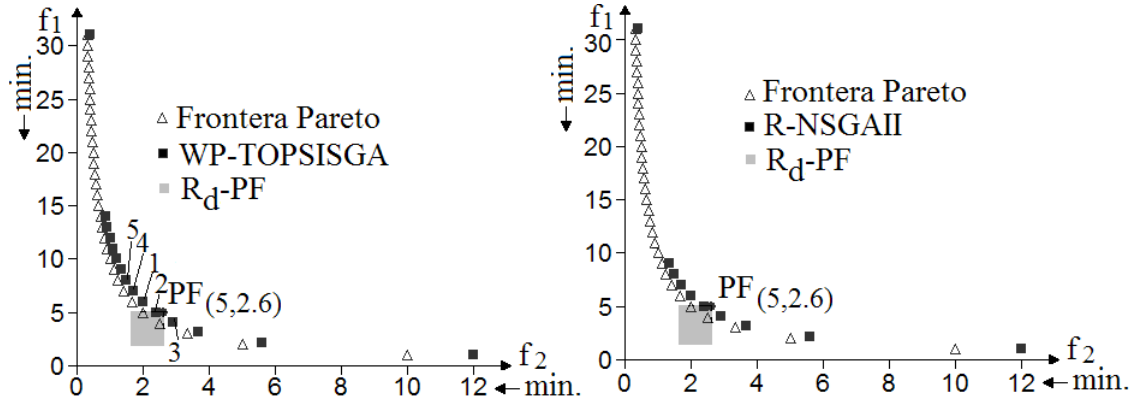 f1
30
min.
25
△ Frontera Pareto
20
■ WP-TOPSISGA
Rd-PF
15
5
4
10
1
2
PF(5,2.6)
5
3
0
f2
0 2 4 6 8 10 12
min.
f1
30
min.
25
△ Frontera Pareto
■ R-NSGAII
20
Rd-PF
15
10
PF(5,2.6)
5
0
f2
0 2 4 6 8 10 12
min.